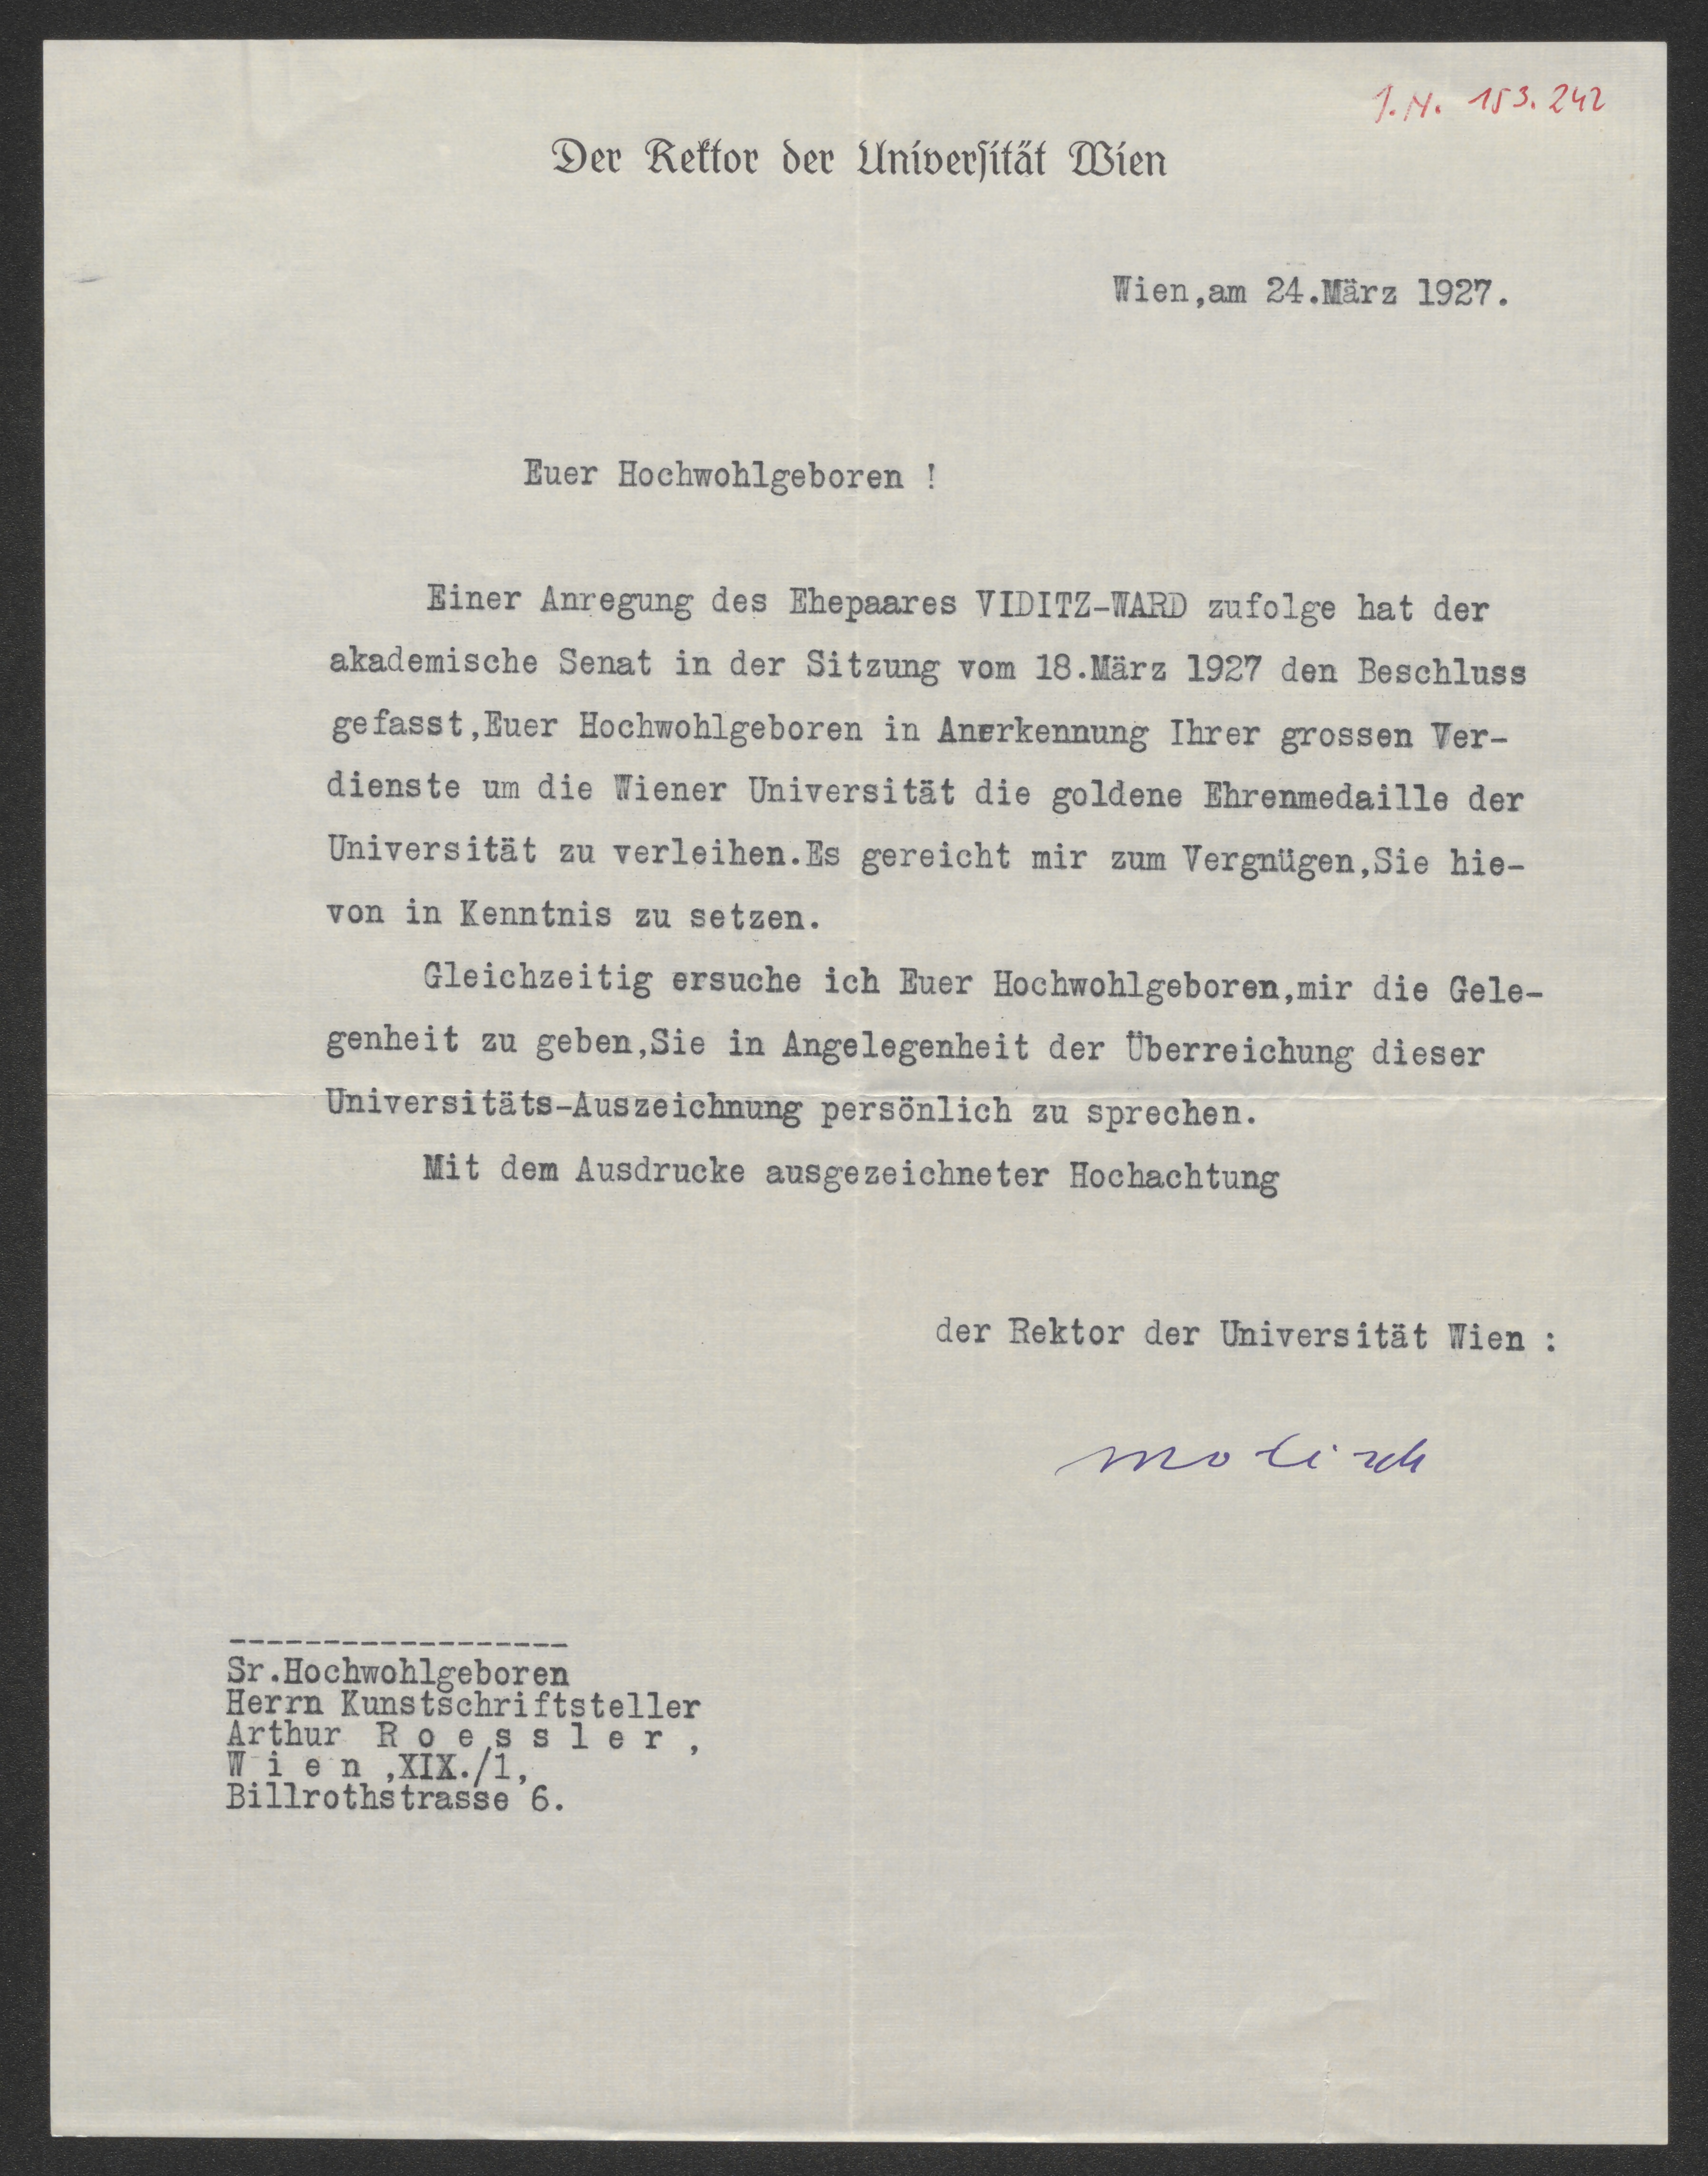 J.N. 153.242
Der Rektor der Universität Wien
Wien,am 24.März 1927.
Euer Hochwohlgeboren !
Einer Anregung des Ehepaares VIDITZ-WARD zufolge hat der
akademische Senat in der Sitzung vom 18.März 1927 den Beschluss
gefasst,Euer Hochwohlgeboren in Anerkennung Ihrer grossen Ver-
dienste um die Wiener Universität die goldene Ehrenmedaille der
Universität zu verleihen.Es gereicht mir zum Vergnügen,Sie hie-
von in Kenntnis zu setzen.
Gleichzeitig ersuche ich Euer Hochwohlgeboren,mir die Gele-
genheit zu geben,Sie in Angelegenheit der Überreichung dieser
Universitäts-Auszeichnung persönlich zu sprechen.
Mit dem Ausdrucke ausgezeichneter Hochachtung
der Rektor der Universität Wien :
Molisch
------------------
Sr.Hochwohlgeboren
Herrn Kunstschriftsteller
Arthur R o e s s l e r ,
W i e n ,XIX./1,
Billrothstrasse 6.